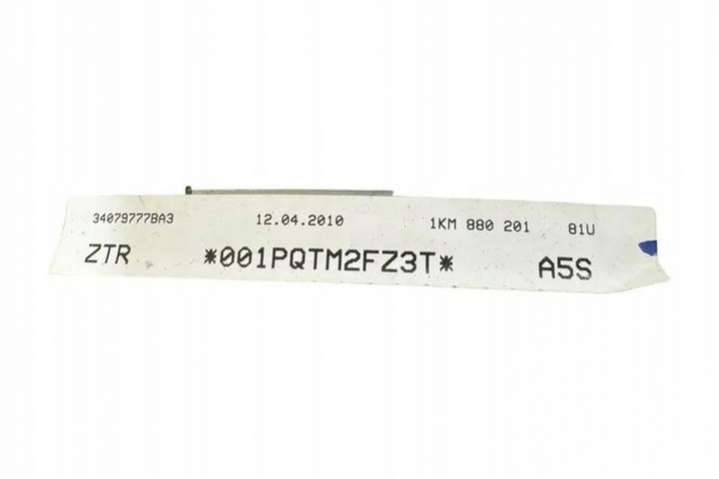 34079777BA3 12.04.2010 1KM 880 201 81U
ZTR *001PQTM2FZ3T* A5S